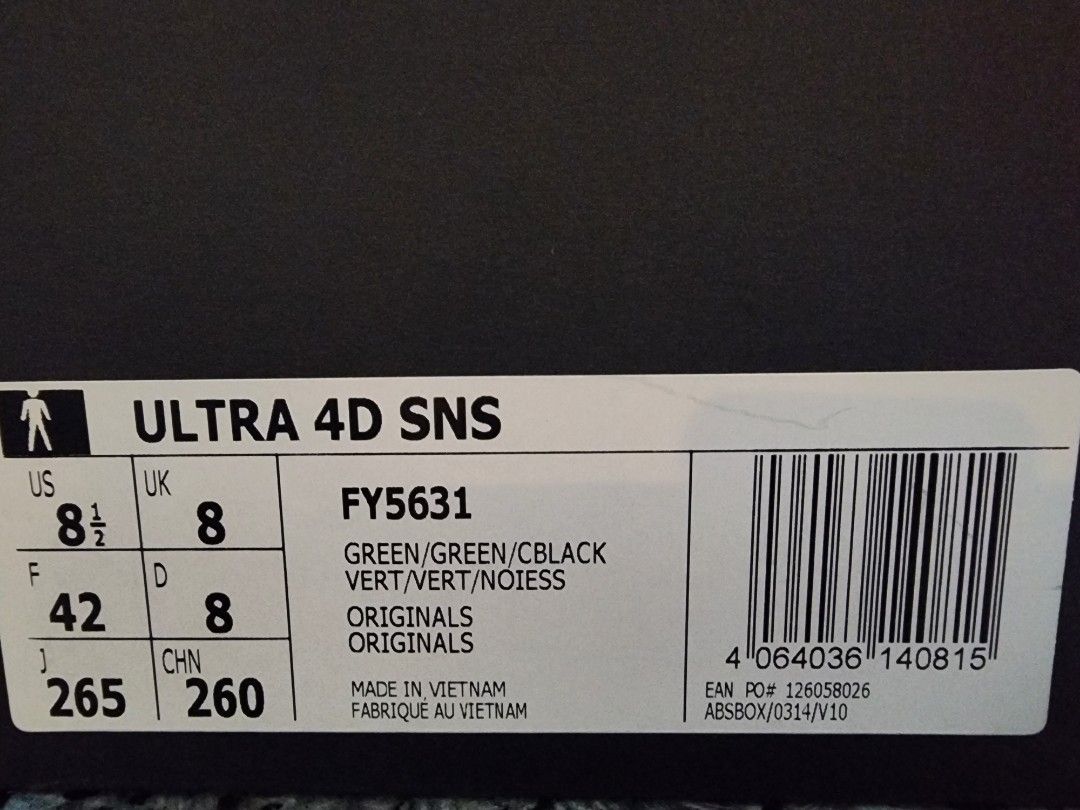 ULTRA 4D SNS
US
8½
UK
8
F
42
D
8
J
265
CHN
260
FY5631
GREEN/GREEN/CBLACK
VERT/VERT/NOIESS
ORIGINALS
ORIGINALS
MADE IN VIETNAM
FABRIQUÉ AU VIETNAM
4 064036 140815
EAN PO# 126058026
ABSBOX/0314/V10